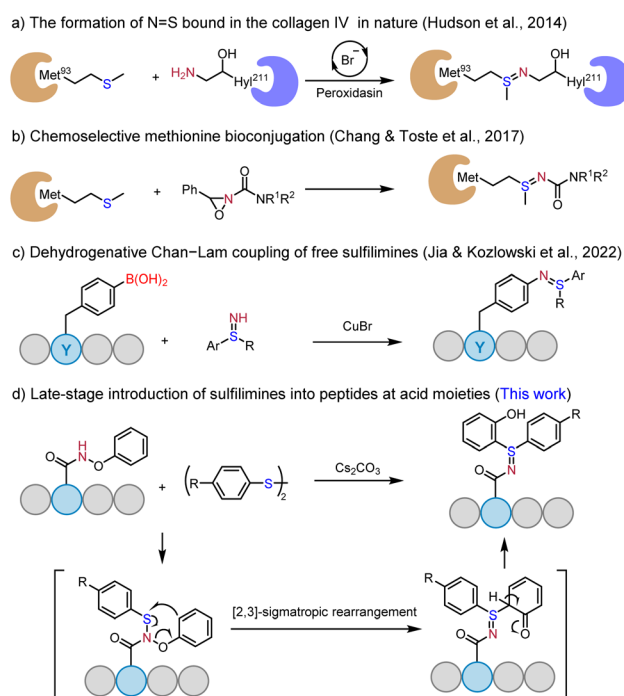 a) The formation of N=S bound in the collagen IV in nature (Hudson et al., 2014)
Met⁹³ S + H₂N OH Hyl²¹¹ Br⁻ Peroxidasin Met⁹³ S N OH Hyl²¹¹
b) Chemoselective methionine bioconjugation (Chang & Toste et al., 2017)
Met S + Ph O N O NR¹R² Met S N O NR¹R²
c) Dehydrogenative Chan−Lam coupling of free sulfilimines (Jia & Kozlowski et al., 2022)
B(OH)₂ Y + NH Ar S R CuBr N S Ar R Y
d) Late-stage introduction of sulfilimines into peptides at acid moieties (This work)
O H N O + ( R S )₂ Cs₂CO₃ OH R S O N
R S O N O [2,3]-sigmatropic rearrangement R H S O N O